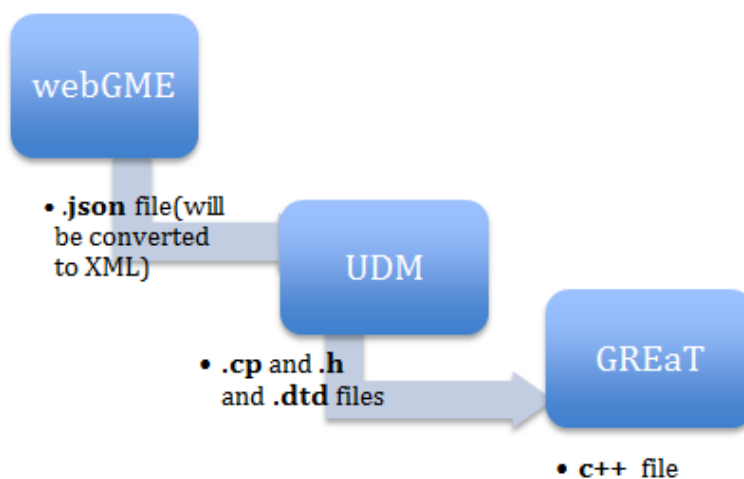 webGME
• .json file(will
be converted
to XML)
UDM
• .cp and .h
and .dtd files
GREaT
• c++ file